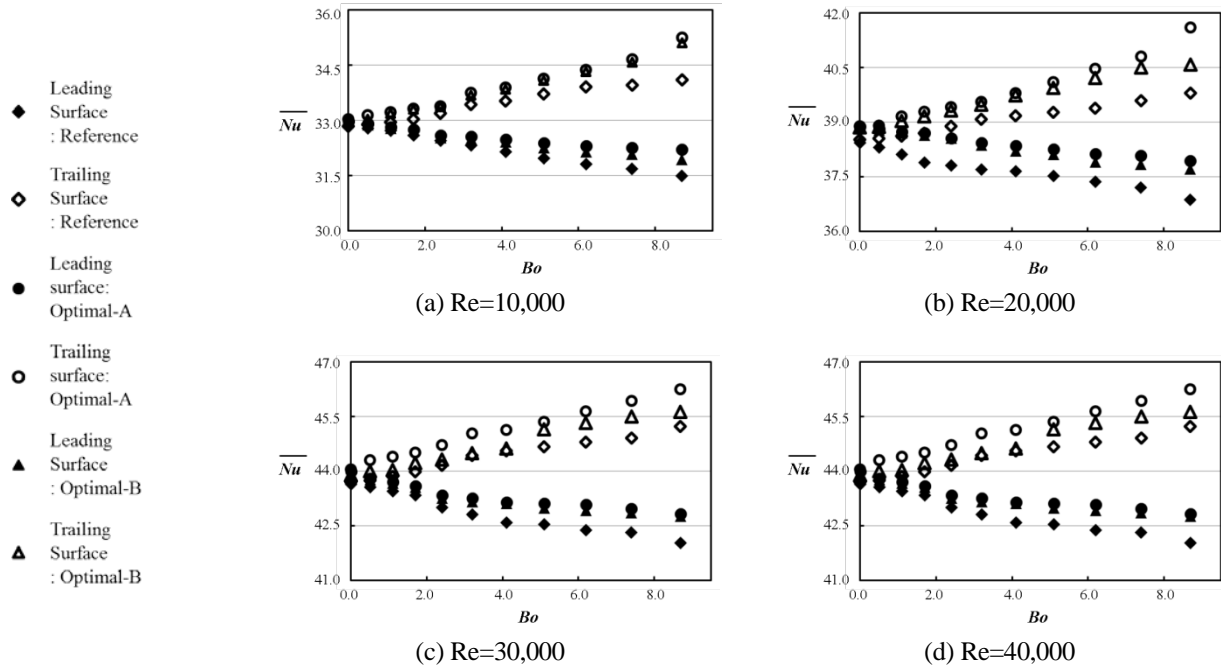 Leading
Surface
: Reference
Trailing
Surface
: Reference
Leading
surface:
Optimal-A
Trailing
surface:
Optimal-A
Leading
Surface
: Optimal-B
Trailing
Surface
: Optimal-B
36.0
34.5
33.0
31.5
30.0
Nu
0.0 2.0 4.0 6.0 8.0
Bo
(a) Re=10,000
42.0
40.5
39.0
37.5
36.0
Nu
0.0 2.0 4.0 6.0 8.0
Bo
(b) Re=20,000
47.0
45.5
44.0
42.5
41.0
Nu
0.0 2.0 4.0 6.0 8.0
Bo
(c) Re=30,000
47.0
45.5
44.0
42.5
41.0
Nu
0.0 2.0 4.0 6.0 8.0
Bo
(d) Re=40,000